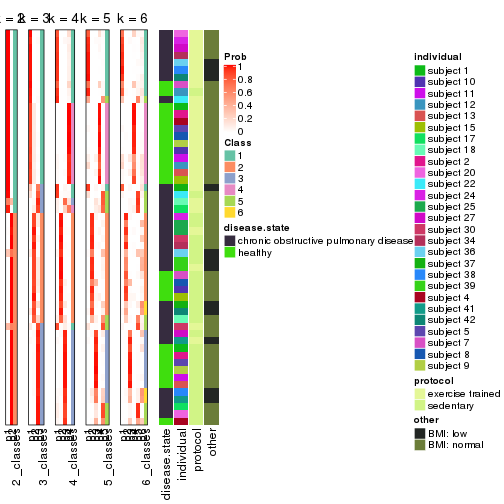 k = 2
k = 3
k = 4
k = 5
k = 6
Prob
1
0.8
0.6
0.4
0.2
0
Class
1
2
3
4
5
6
disease.state
chronic obstructive pulmonary disease
healthy
individual
subject 1
subject 10
subject 11
subject 12
subject 13
subject 15
subject 17
subject 18
subject 2
subject 20
subject 22
subject 24
subject 25
subject 27
subject 30
subject 34
subject 36
subject 37
subject 38
subject 39
subject 4
subject 41
subject 42
subject 5
subject 7
subject 8
subject 9
protocol
exercise trained
sedentary
other
BMI: low
BMI: normal
2_classes
3_classes
4_classes
5_classes
6_classes
disease.state
individual
protocol
other